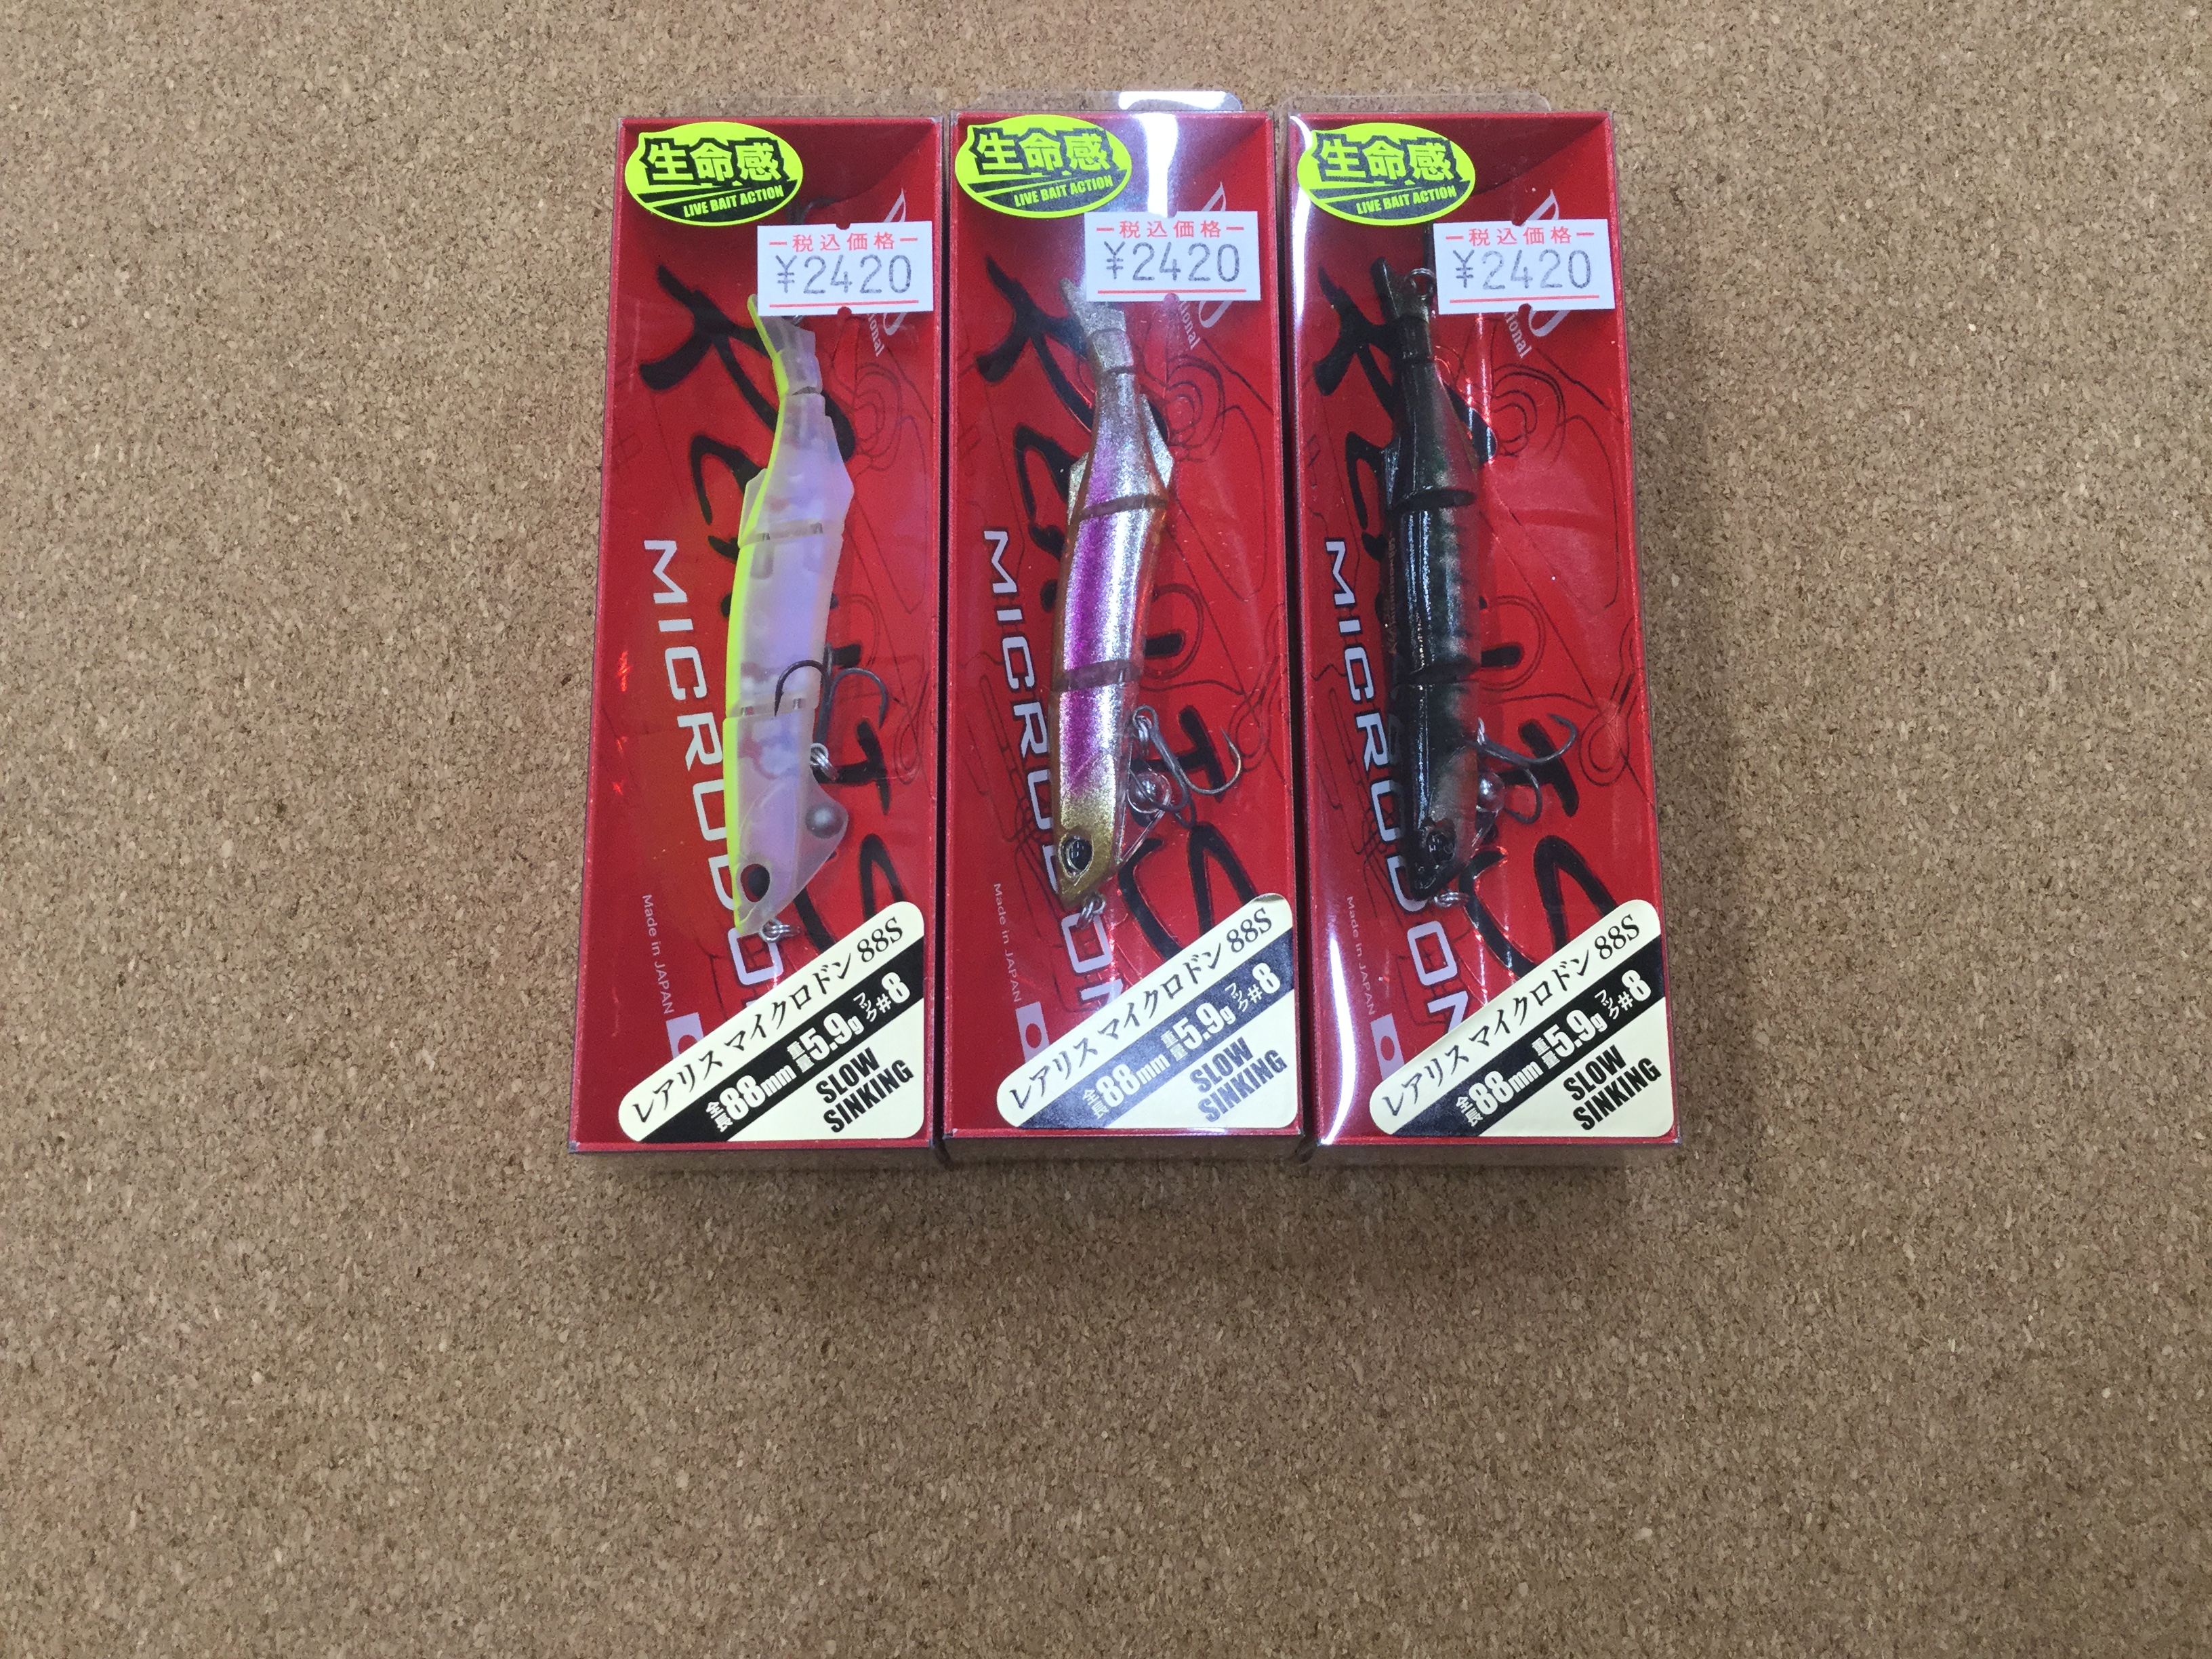 生命感
LIVE BAIT ACTION
税込価格
¥2420
MICRODON
Made in JAPAN
レアリス マイクロドン 88S
全長88mm 重量5.9g フック#8
SLOW
SINKING
生命感
LIVE BAIT ACTION
税込価格
¥2420
MICRODON
Made in JAPAN
レアリス マイクロドン 88S
全長88mm 重量5.9g フック#8
SLOW
SINKING
生命感
LIVE BAIT ACTION
税込価格
¥2420
MICRODON
Made in JAPAN
レアリス マイクロドン 88S
全長88mm 重量5.9g フック#8
SLOW
SINKING